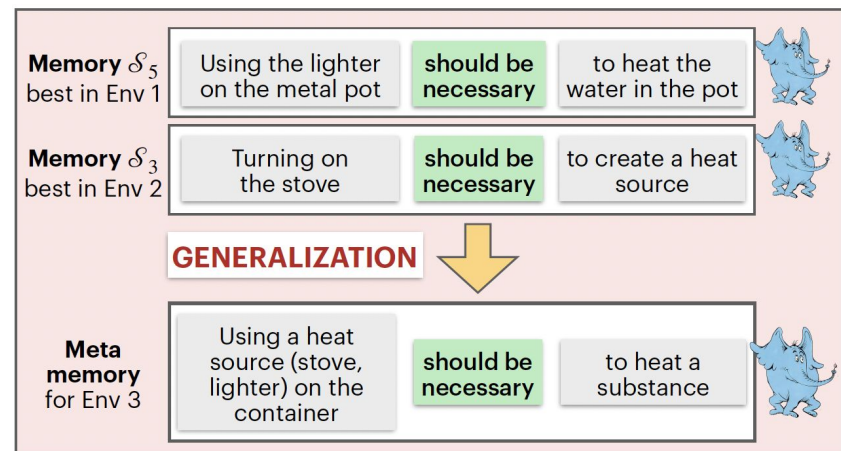 Memory 𝒮₅
best in Env 1
Using the lighter
on the metal pot
should be
necessary
to heat the
water in the pot
Memory 𝒮₃
best in Env 2
Turning on
the stove
should be
necessary
to create a heat
source
GENERALIZATION
Meta
memory
for Env 3
Using a heat
source (stove,
lighter) on the
container
should be
necessary
to heat a
substance